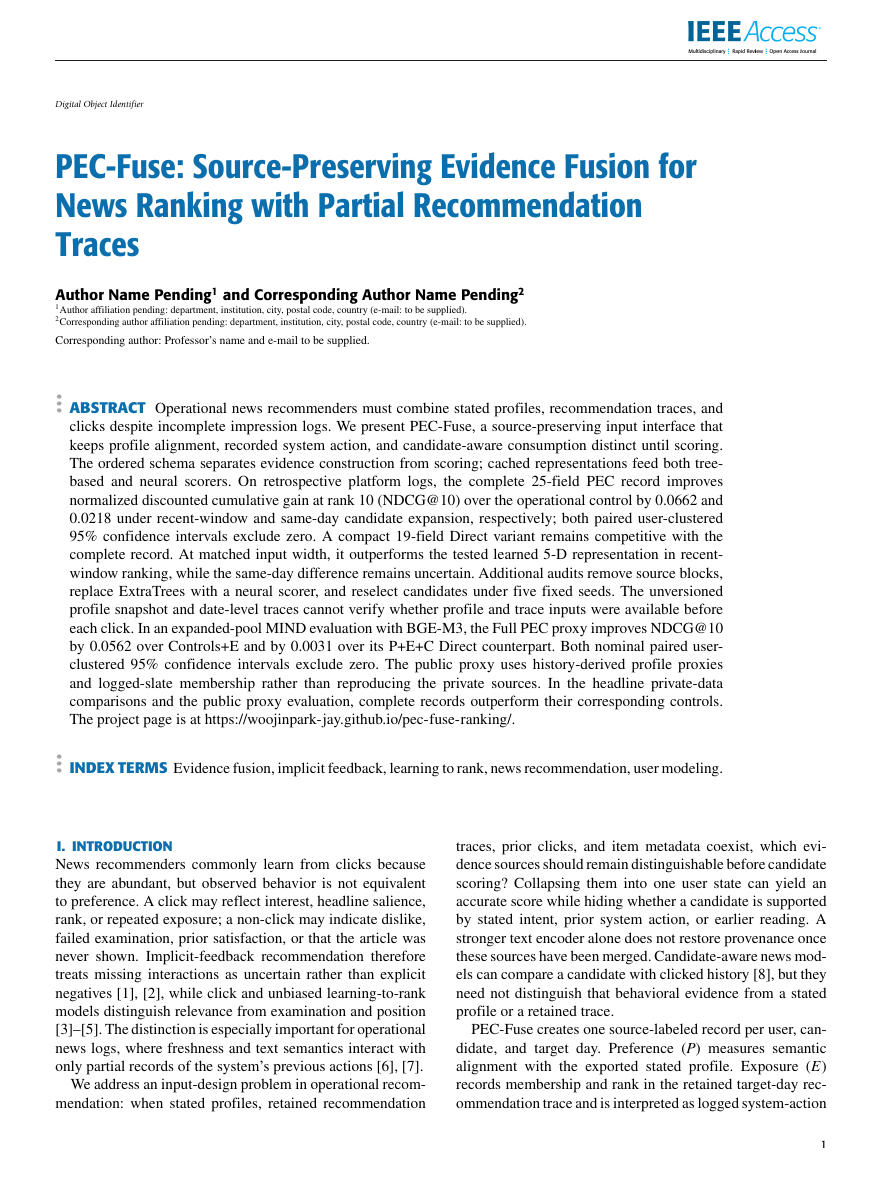 IEEE Access
Multidisciplinary | Rapid Review | Open Access Journal
Digital Object Identifier
PEC-Fuse: Source-Preserving Evidence Fusion for
News Ranking with Partial Recommendation
Traces
Author Name Pending1 and Corresponding Author Name Pending2
1Author affiliation pending: department, institution, city, postal code, country (e-mail: to be supplied).
2Corresponding author affiliation pending: department, institution, city, postal code, country (e-mail: to be supplied).
Corresponding author: Professor's name and e-mail to be supplied.
ABSTRACT Operational news recommenders must combine stated profiles, recommendation traces, and
clicks despite incomplete impression logs. We present PEC-Fuse, a source-preserving input interface that
keeps profile alignment, recorded system action, and candidate-aware consumption distinct until scoring.
The ordered schema separates evidence construction from scoring; cached representations feed both tree-
based and neural scorers. On retrospective platform logs, the complete 25-field PEC record improves
normalized discounted cumulative gain at rank 10 (NDCG@10) over the operational control by 0.0662 and
0.0218 under recent-window and same-day candidate expansion, respectively; both paired user-clustered
95% confidence intervals exclude zero. A compact 19-field Direct variant remains competitive with the
complete record. At matched input width, it outperforms the tested learned 5-D representation in recent-
window ranking, while the same-day difference remains uncertain. Additional audits remove source blocks,
replace ExtraTrees with a neural scorer, and reselect candidates under five fixed seeds. The unversioned
profile snapshot and date-level traces cannot verify whether profile and trace inputs were available before
each click. In an expanded-pool MIND evaluation with BGE-M3, the Full PEC proxy improves NDCG@10
by 0.0562 over Controls+E and by 0.0031 over its P+E+C Direct counterpart. Both nominal paired user-
clustered 95% confidence intervals exclude zero. The public proxy uses history-derived profile proxies
and logged-slate membership rather than reproducing the private sources. In the headline private-data
comparisons and the public proxy evaluation, complete records outperform their corresponding controls.
The project page is at https://woojinpark-jay.github.io/pec-fuse-ranking/.
INDEX TERMS Evidence fusion, implicit feedback, learning to rank, news recommendation, user modeling.
I. INTRODUCTION
News recommenders commonly learn from clicks because
they are abundant, but observed behavior is not equivalent
to preference. A click may reflect interest, headline salience,
rank, or repeated exposure; a non-click may indicate dislike,
failed examination, prior satisfaction, or that the article was
never shown. Implicit-feedback recommendation therefore
treats missing interactions as uncertain rather than explicit
negatives [1], [2], while click and unbiased learning-to-rank
models distinguish relevance from examination and position
[3]–[5]. The distinction is especially important for operational
news logs, where freshness and text semantics interact with
only partial records of the system's previous actions [6], [7].
We address an input-design problem in operational recom-
mendation: when stated profiles, retained recommendation
traces, prior clicks, and item metadata coexist, which evi-
dence sources should remain distinguishable before candidate
scoring? Collapsing them into one user state can yield an
accurate score while hiding whether a candidate is supported
by stated intent, prior system action, or earlier reading. A
stronger text encoder alone does not restore provenance once
these sources have been merged. Candidate-aware news mod-
els can compare a candidate with clicked history [8], but they
need not distinguish that behavioral evidence from a stated
profile or a retained trace.
PEC-Fuse creates one source-labeled record per user, can-
didate, and target day. Preference (P) measures semantic
alignment with the exported stated profile. Exposure (E)
records membership and rank in the retained target-day rec-
ommendation trace and is interpreted as logged system-action
1